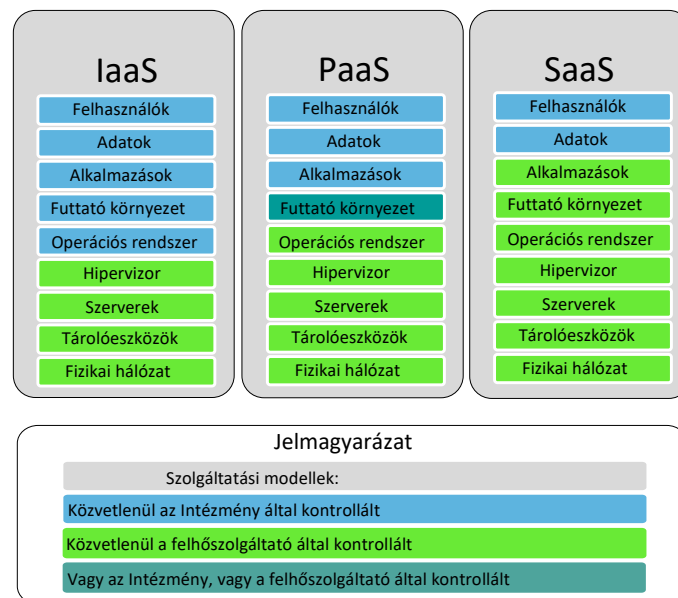 IaaS
Felhasználók
Adatok
Alkalmazások
Futtató környezet
Operációs rendszer
Hipervizor
Szerverek
Tárolóeszközök
Fizikai hálózat
PaaS
Felhasználók
Adatok
Alkalmazások
Futtató környezet
Operációs rendszer
Hipervizor
Szerverek
Tárolóeszközök
Fizikai hálózat
SaaS
Felhasználók
Adatok
Alkalmazások
Futtató környezet
Operációs rendszer
Hipervizor
Szerverek
Tárolóeszközök
Fizikai hálózat
Jelmagyarázat
Szolgáltatási modellek:
Közvetlenül az Intézmény által kontrollált
Közvetlenül a felhőszolgáltató által kontrollált
Vagy az Intézmény, vagy a felhőszolgáltató által kontrollált